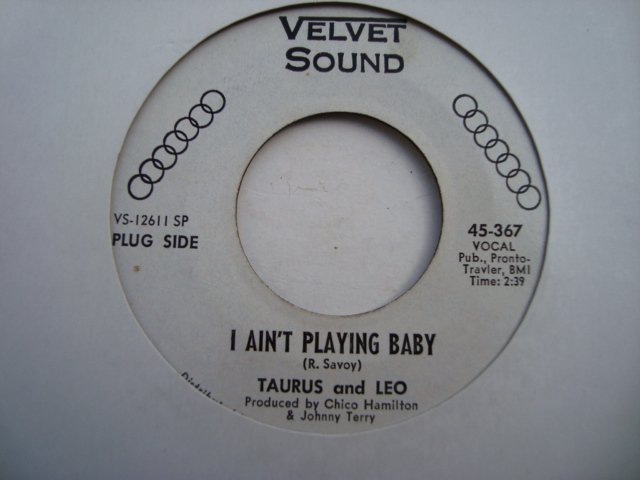 VELVET
SOUND
VS-12611 SP
PLUG SIDE
45-367
VOCAL
Pub., Pronto-
Travler, BMI
Time: 2:39
I AIN'T PLAYING BABY
(R. Savoy)
TAURUS and LEO
Produced by Chico Hamilton
& Johnny Terry